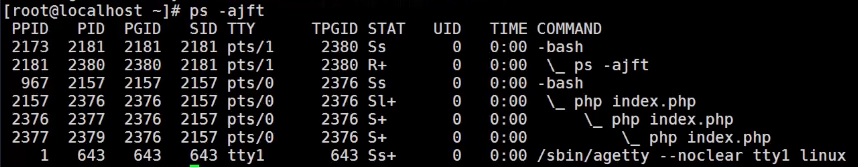 [root@localhost ~]# ps -ajft
PPID PID PGID SID TTY TPGID STAT UID TIME COMMAND
2173 2181 2181 2181 pts/1 2380 Ss 0 0:00 -bash
2181 2380 2380 2181 pts/1 2380 R+ 0 0:00 \_ ps -ajft
967 2157 2157 2157 pts/0 2376 Ss 0 0:00 -bash
2157 2376 2376 2157 pts/0 2376 Sl+ 0 0:00 \_ php index.php
2376 2377 2376 2157 pts/0 2376 S+ 0 0:00 \_ php index.php
2377 2379 2376 2157 pts/0 2376 S+ 0 0:00 \_ php index.php
1 643 643 643 tty1 643 Ss+ 0 0:00 /sbin/agetty --noclear tty1 linux